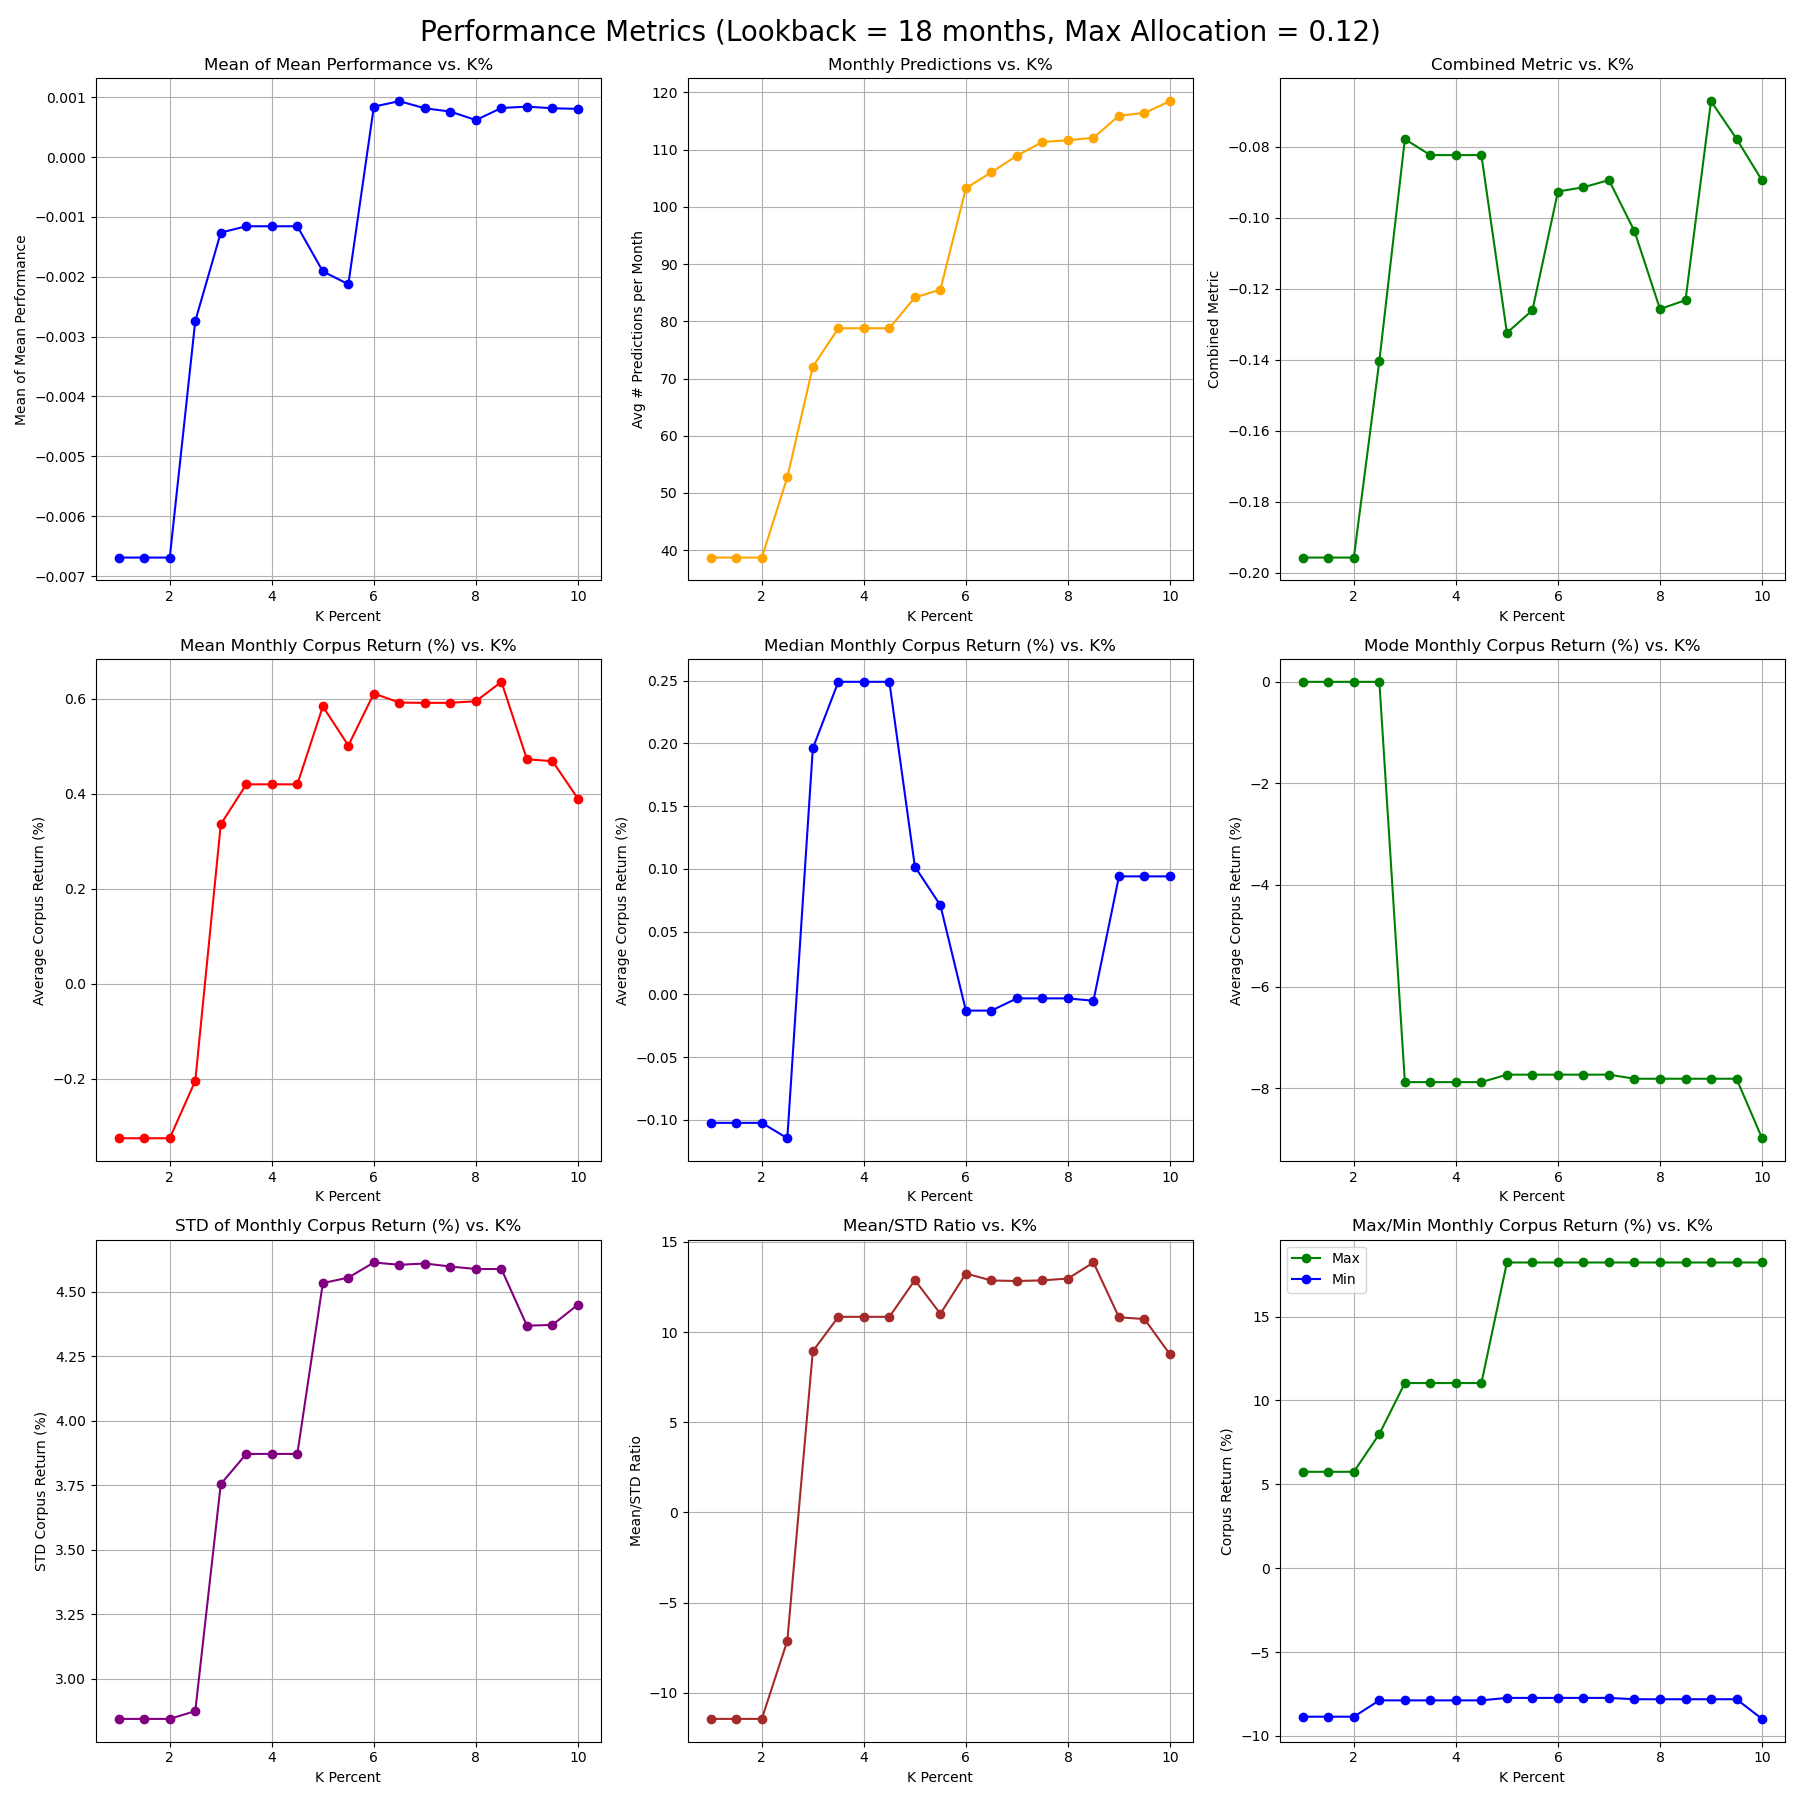 Performance Metrics (Lookback = 18 months, Max Allocation = 0.12)
Mean of Mean Performance vs. K%
Mean of Mean Performance
0.001
0.000
−0.001
−0.002
−0.003
−0.004
−0.005
−0.006
−0.007
2 4 6 8 10
K Percent
Monthly Predictions vs. K%
Avg # Predictions per Month
120
110
100
90
80
70
60
50
40
2 4 6 8 10
K Percent
Combined Metric vs. K%
Combined Metric
−0.08
−0.10
−0.12
−0.14
−0.16
−0.18
−0.20
2 4 6 8 10
K Percent
Mean Monthly Corpus Return (%) vs. K%
Average Corpus Return (%)
0.6
0.4
0.2
0.0
−0.2
2 4 6 8 10
K Percent
Median Monthly Corpus Return (%) vs. K%
Average Corpus Return (%)
0.25
0.20
0.15
0.10
0.05
0.00
−0.05
−0.10
2 4 6 8 10
K Percent
Mode Monthly Corpus Return (%) vs. K%
Average Corpus Return (%)
0
−2
−4
−6
−8
2 4 6 8 10
K Percent
STD of Monthly Corpus Return (%) vs. K%
STD Corpus Return (%)
4.50
4.25
4.00
3.75
3.50
3.25
3.00
2 4 6 8 10
K Percent
Mean/STD Ratio vs. K%
Mean/STD Ratio
15
10
5
0
−5
−10
2 4 6 8 10
K Percent
Max/Min Monthly Corpus Return (%) vs. K%
Corpus Return (%)
Max
Min
15
10
5
0
−5
−10
2 4 6 8 10
K Percent